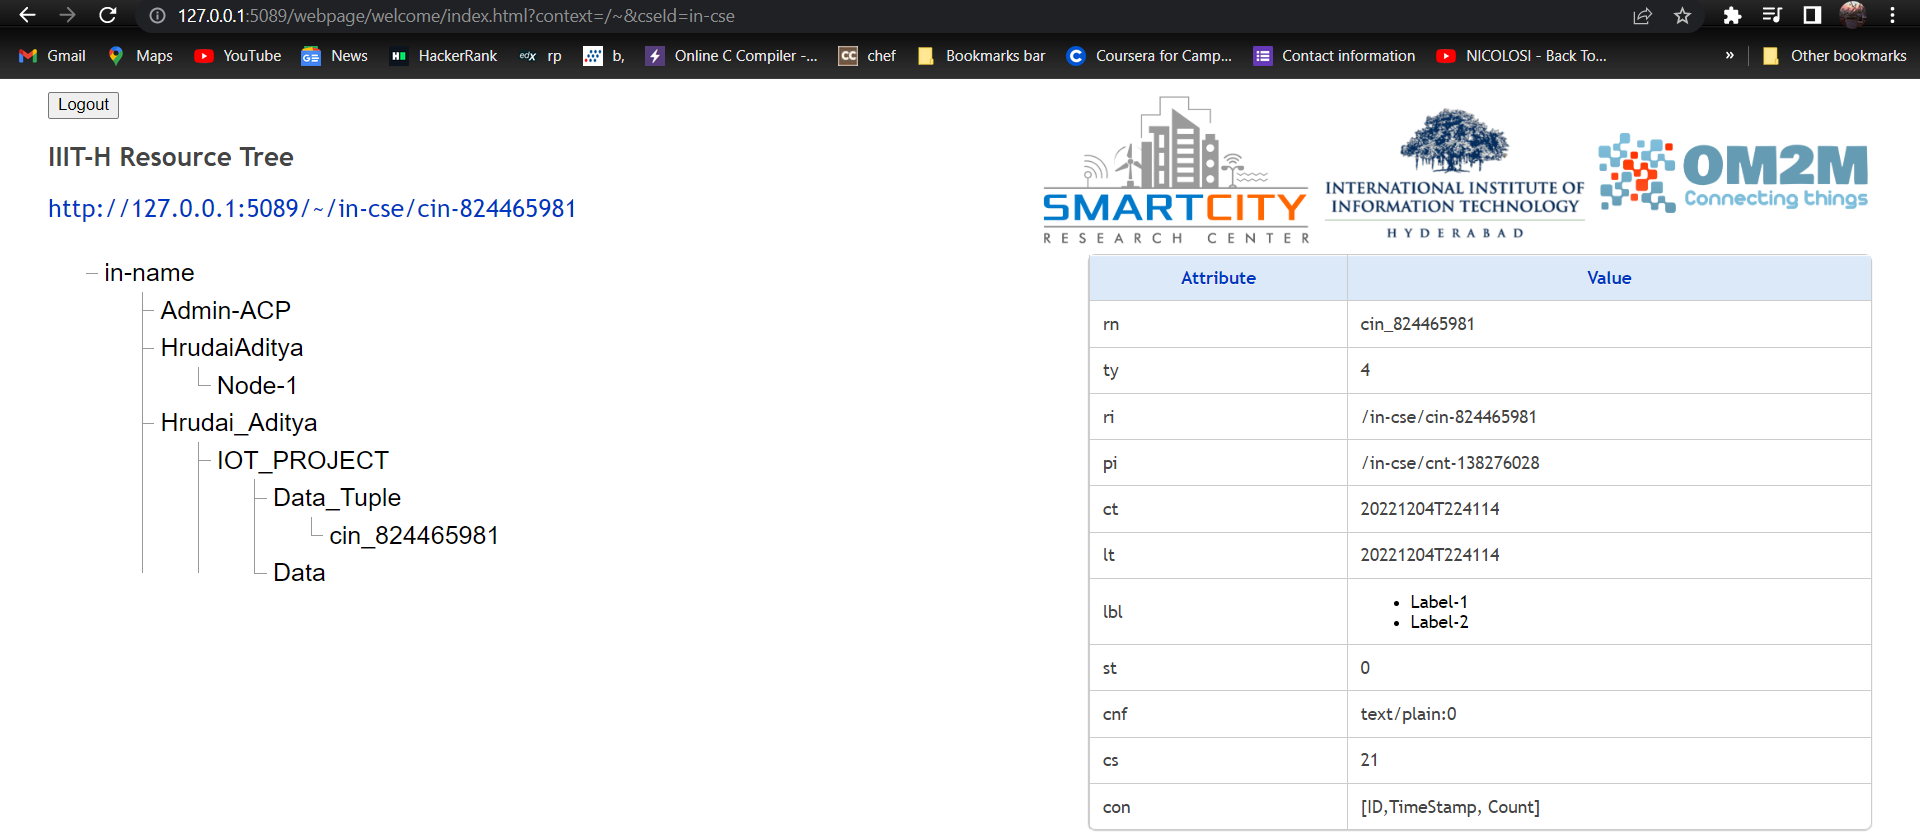 127.0.0.1:5089/webpage/welcome/index.html?context=/~&cseId=in-cse
Gmail Maps YouTube News HackerRank edx rp b, Online C Compiler -... CC chef Bookmarks bar Coursera for Camp... Contact information NICOLOSI - Back To... » Other bookmarks
Logout
IIIT-H Resource Tree
http://127.0.0.1:5089/~/in-cse/cin-824465981
in-name
Admin-ACP
HrudaiAditya
Node-1
Hrudai_Aditya
IOT_PROJECT
Data_Tuple
cin_824465981
Data
SMARTCITY
RESEARCH CENTER
INTERNATIONAL INSTITUTE OF
INFORMATION TECHNOLOGY
HYDERABAD
OM2M
Connecting things
Attribute Value
rn cin_824465981
ty 4
ri /in-cse/cin-824465981
pi /in-cse/cnt-138276028
ct 20221204T224114
lt 20221204T224114
lbl
• Label-1
• Label-2
st 0
cnf text/plain:0
cs 21
con [ID,TimeStamp, Count]